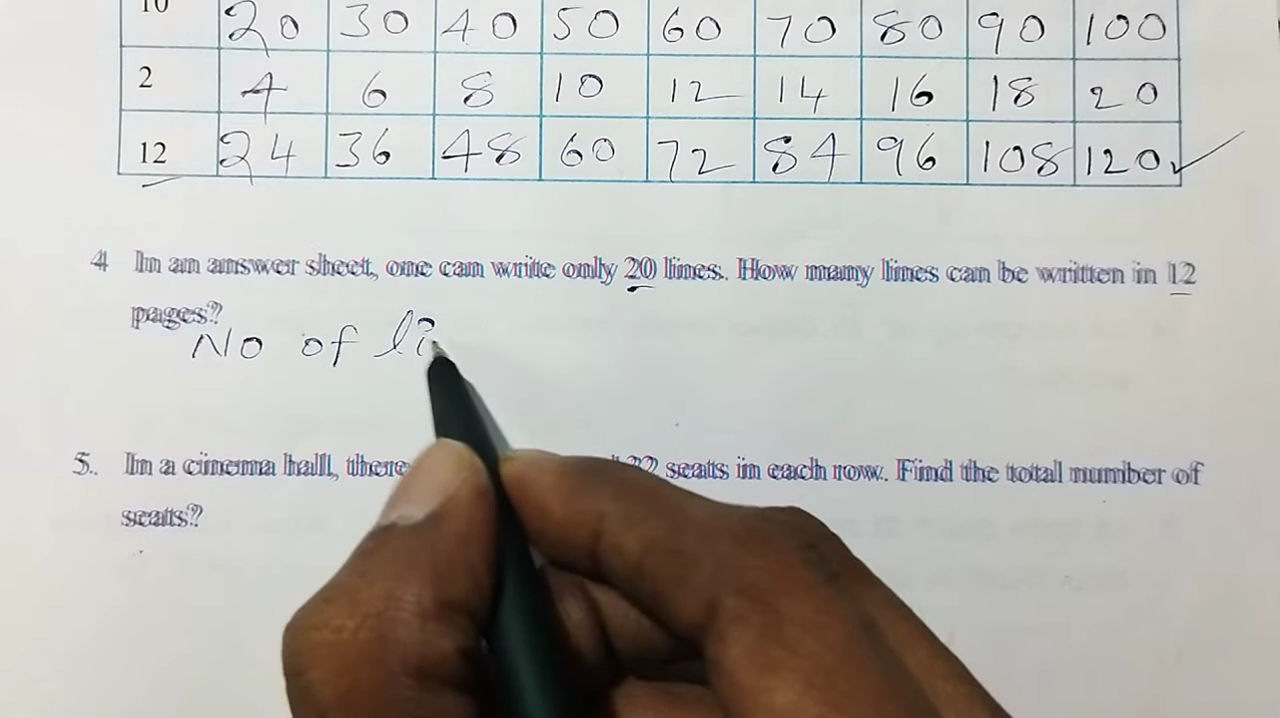 10 20 30 40 50 60 70 80 90 100
2 4 6 8 10 12 14 16 18 20
12 24 36 48 60 72 84 96 108 120
4 In an answer sheet, one can write only 20 lines. How many lines can be written in 12
pages?
No of li
5. In a cinema hall, there 22 seats in each row. Find the total number of
seats?